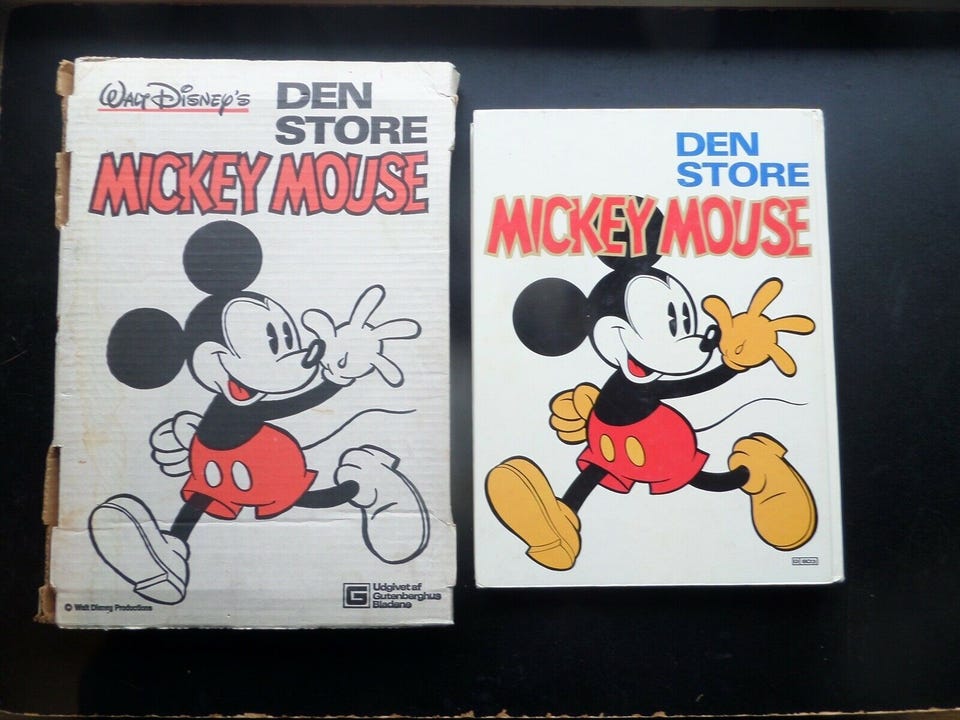 Walt Disney's
DEN
STORE
MICKEY MOUSE
© Walt Disney Productions
G
Udgivet af
Gutenberghus
Bladene
DEN
STORE
MICKEY MOUSE